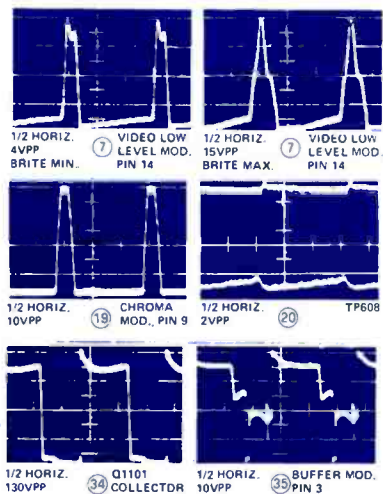 1/2 HORIZ. 7 VIDEO LOW
4VPP LEVEL MOD.
BRITE MIN. PIN 14
1/2 HORIZ. 7 VIDEO LOW
15VPP LEVEL MOD.
BRITE MAX. PIN 14
1/2 HORIZ. CHROMA
10VPP 19 MOD., PIN 9
1/2 HORIZ. TP608
2VPP 20
1/2 HORIZ. Q1101
130VPP 34 COLLECTOR
1/2 HORIZ. BUFFER MOD.
10VPP 35 PIN 3